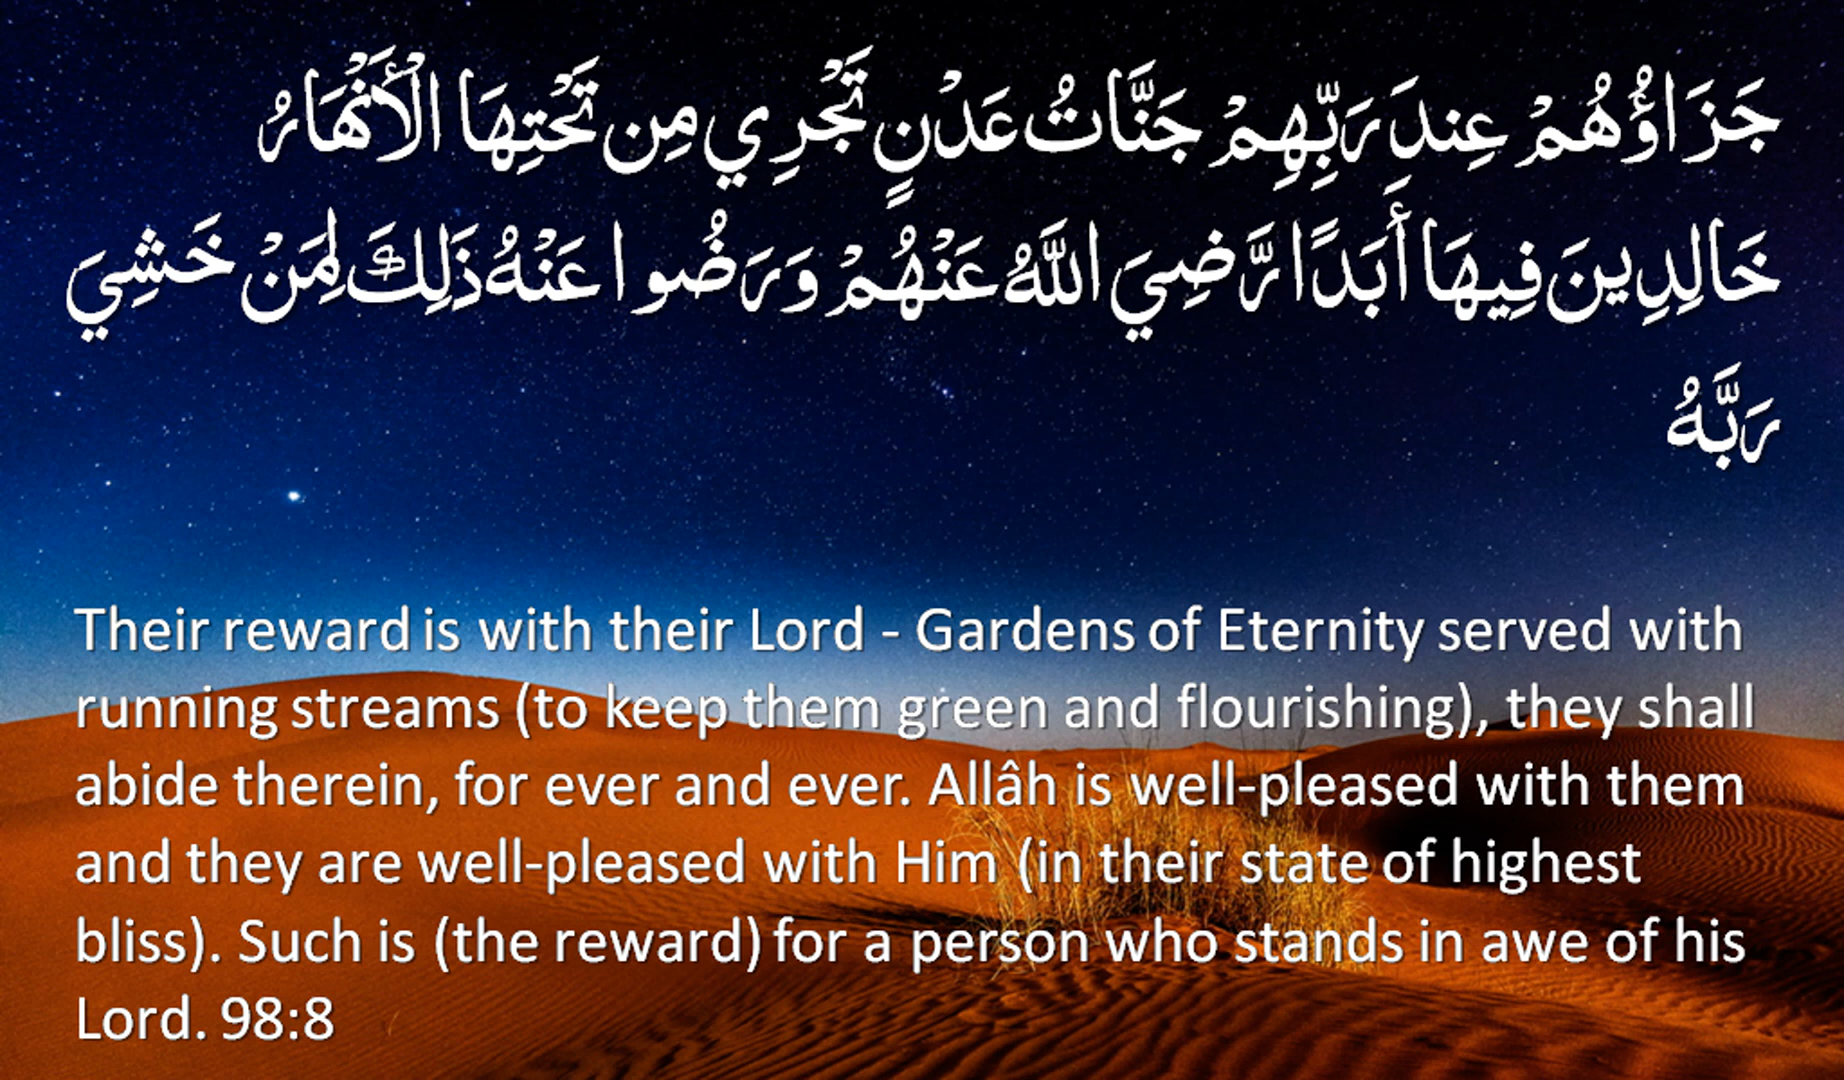 جَزَاؤُهُمْ عِندَ رَبِّهِمْ جَنَّاتُ عَدْنٍ تَجْرِي مِن تَحْتِهَا الْأَنْهَارُ
خَالِدِينَ فِيهَا أَبَدًا رَّضِيَ اللَّهُ عَنْهُمْ وَرَضُوا عَنْهُ ذَلِكَ لِمَنْ خَشِيَ
رَبَّهُ
Their reward is with their Lord - Gardens of Eternity served with
running streams (to keep them green and flourishing), they shall
abide therein, for ever and ever. Allâh is well-pleased with them
and they are well-pleased with Him (in their state of highest
bliss). Such is (the reward) for a person who stands in awe of his
Lord. 98:8